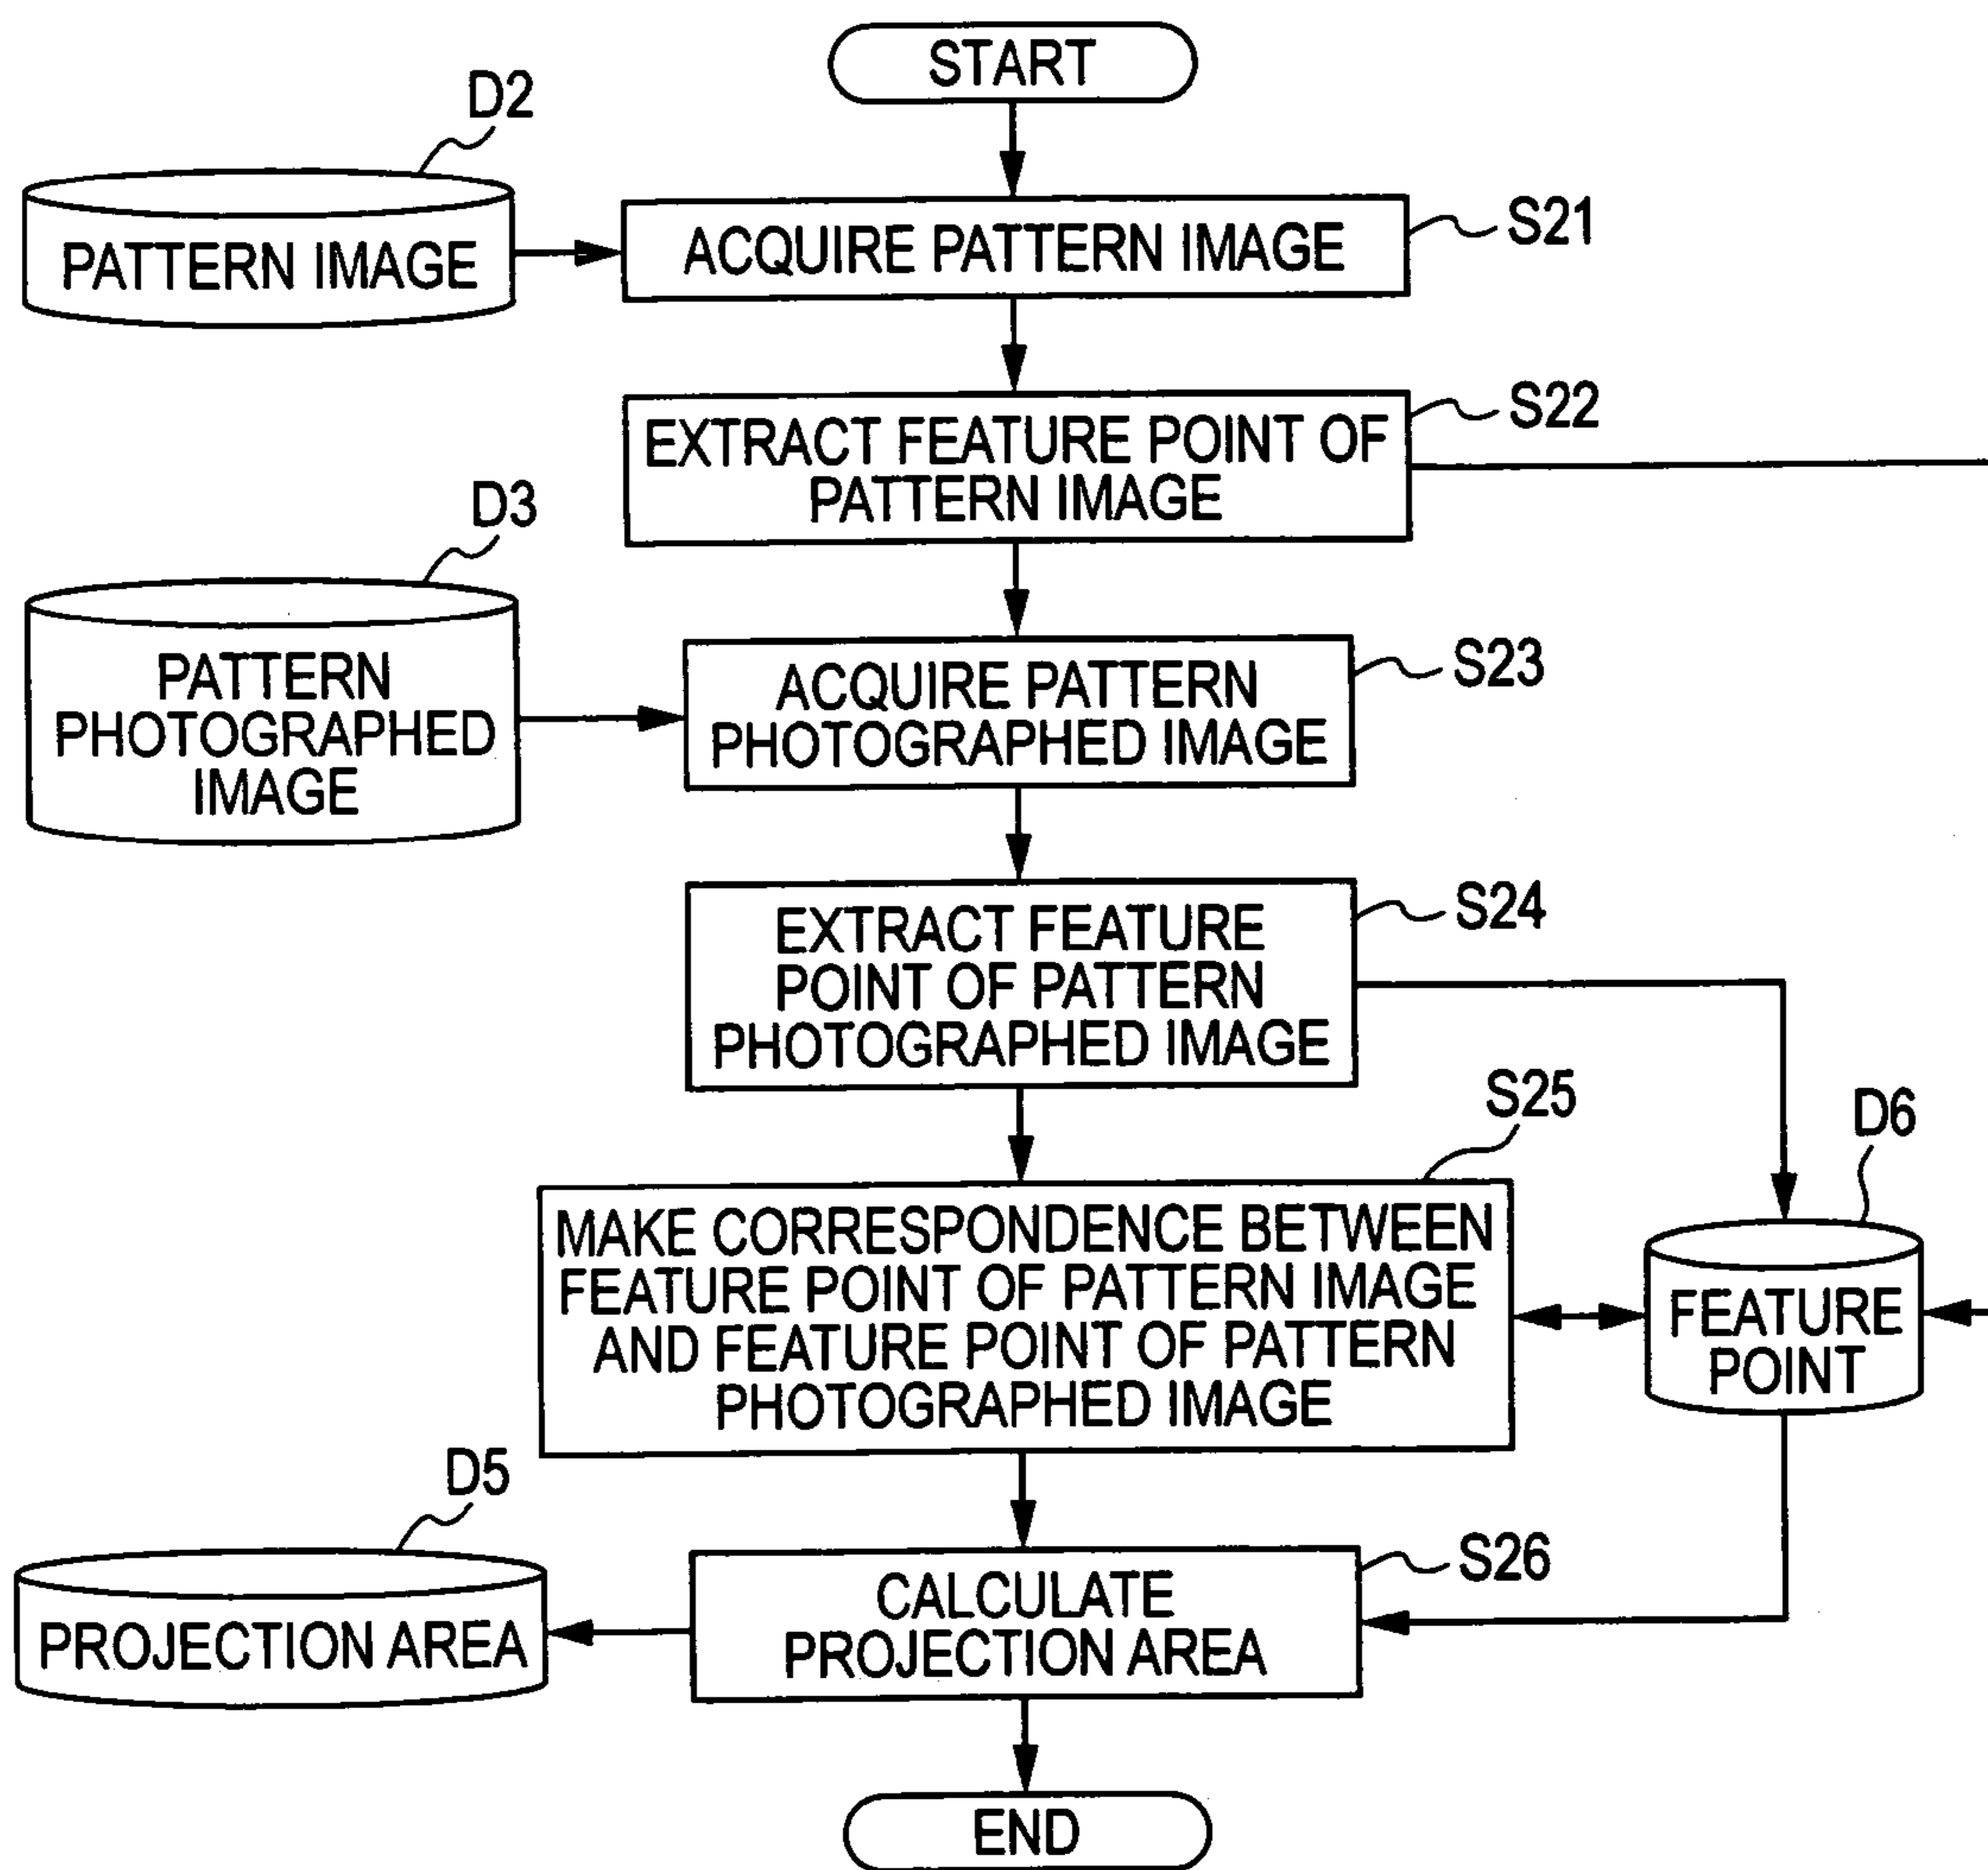 START
D2
PATTERN IMAGE
ACQUIRE PATTERN IMAGE
S21
EXTRACT FEATURE POINT OF
PATTERN IMAGE
S22
D3
PATTERN
PHOTOGRAPHED
IMAGE
ACQUIRE PATTERN
PHOTOGRAPHED IMAGE
S23
EXTRACT FEATURE
POINT OF PATTERN
PHOTOGRAPHED IMAGE
S24
S25
MAKE CORRESPONDENCE BETWEEN
FEATURE POINT OF PATTERN IMAGE
AND FEATURE POINT OF PATTERN
PHOTOGRAPHED IMAGE
D6
FEATURE
POINT
D5
PROJECTION AREA
CALCULATE
PROJECTION AREA
S26
END